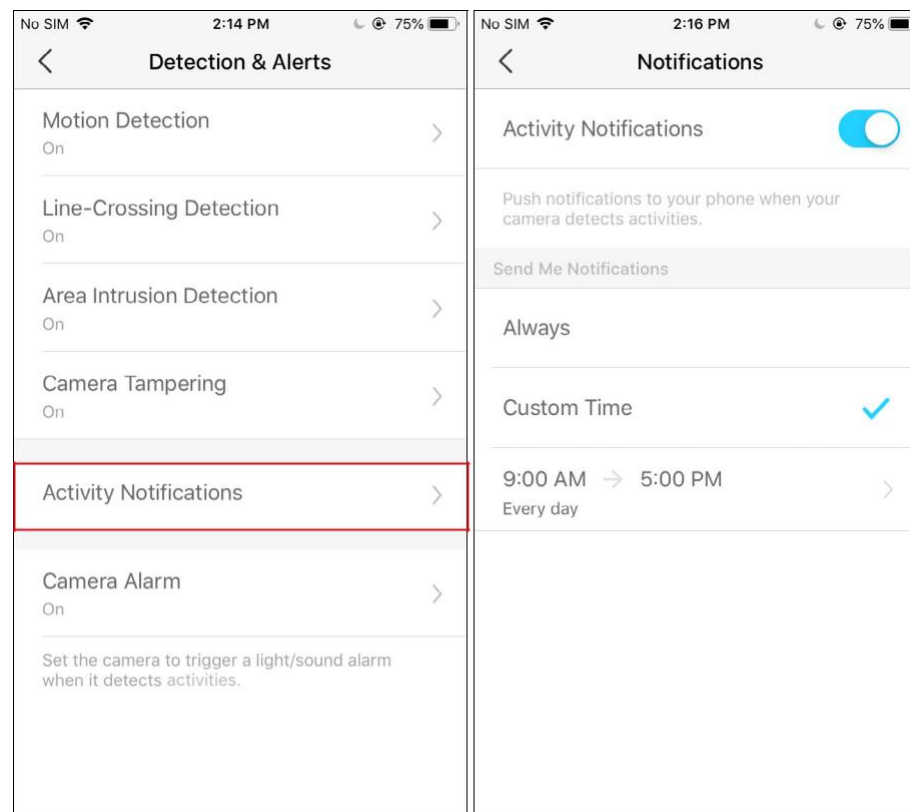 No SIM 2:14 PM 75%
Detection & Alerts
Motion Detection
On
Line-Crossing Detection
On
Area Intrusion Detection
On
Camera Tampering
On
Activity Notifications
Camera Alarm
On
Set the camera to trigger a light/sound alarm
when it detects activities.
No SIM 2:16 PM 75%
Notifications
Activity Notifications
Push notifications to your phone when your
camera detects activities.
Send Me Notifications
Always
Custom Time
9:00 AM → 5:00 PM
Every day